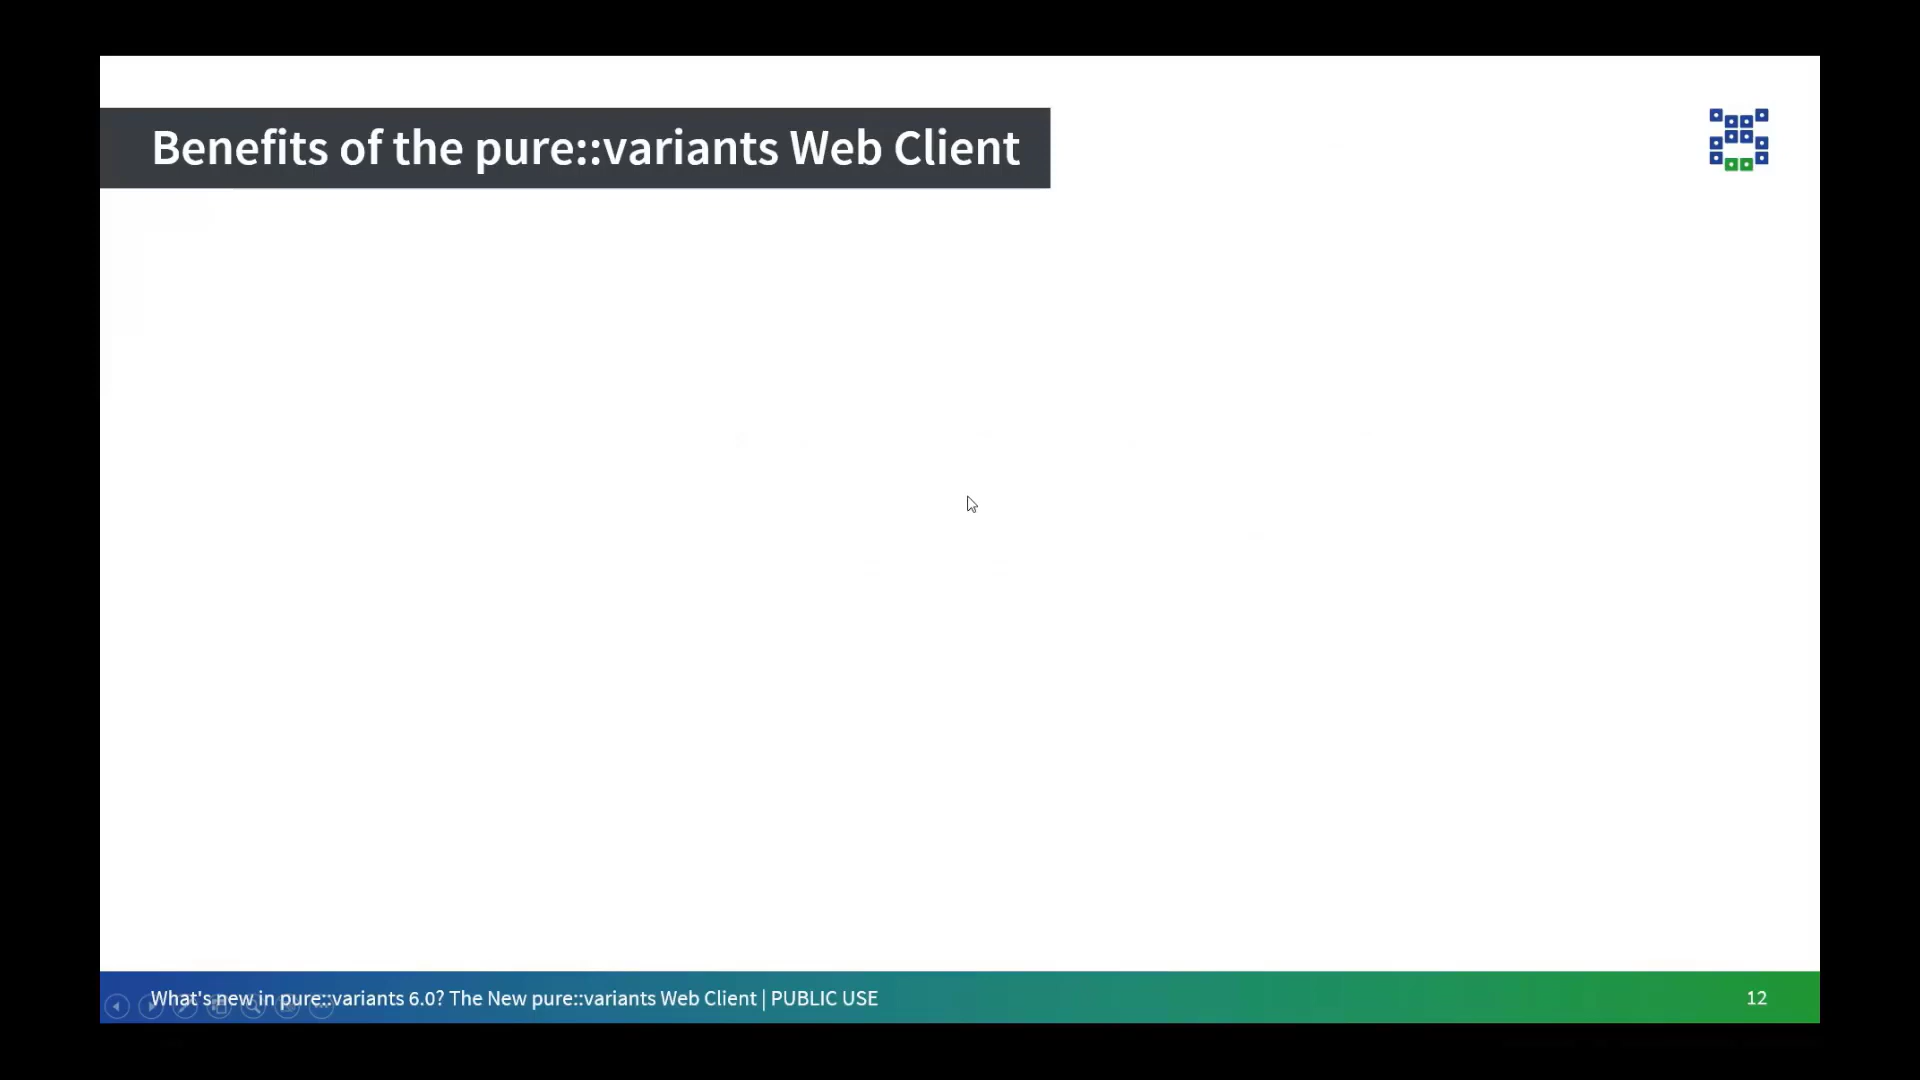 Benefits of the pure::variants Web Client
What's new in pure::variants 6.0? The New pure::variants Web Client | PUBLIC USE
12